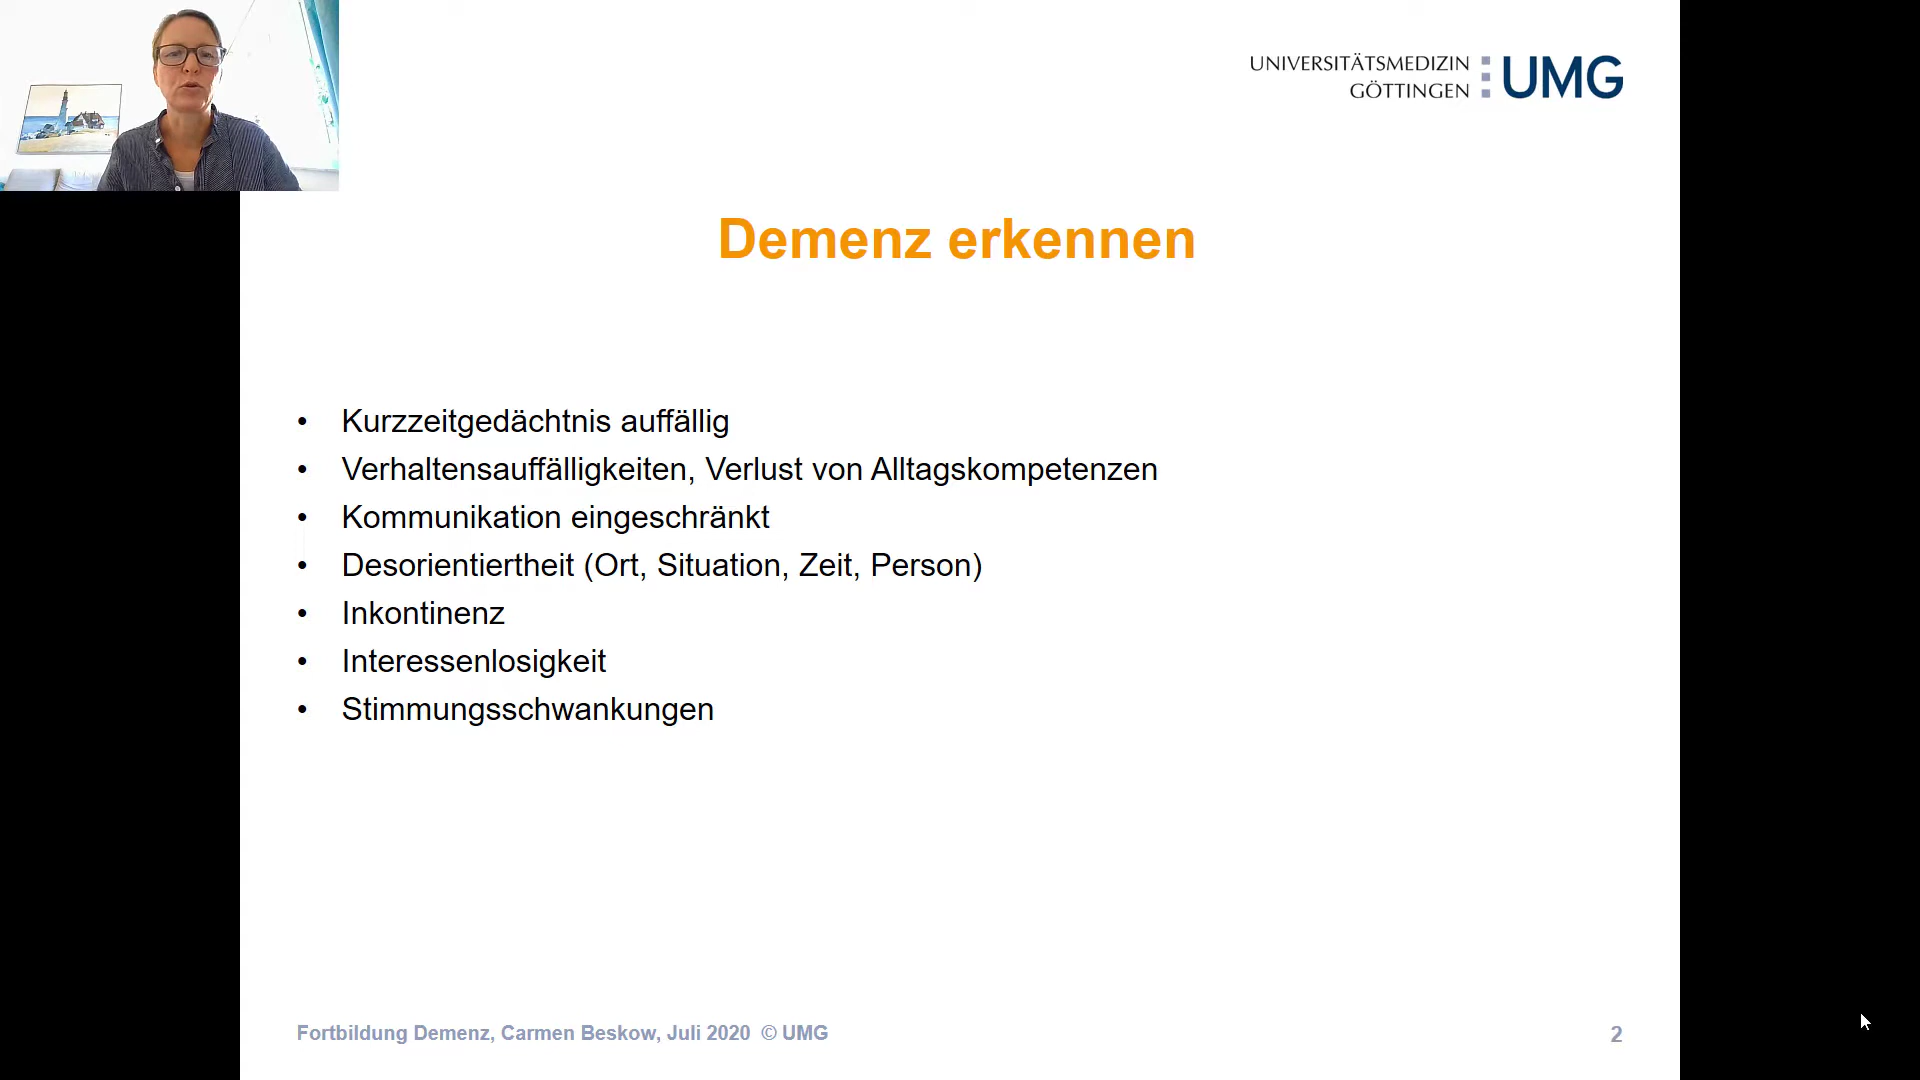 UNIVERSITÄTSMEDIZIN
GÖTTINGEN
UMG
Demenz erkennen
• Kurzzeitgedächtnis auffällig
• Verhaltensauffälligkeiten, Verlust von Alltagskompetenzen
• Kommunikation eingeschränkt
• Desorientiertheit (Ort, Situation, Zeit, Person)
• Inkontinenz
• Interessenlosigkeit
• Stimmungsschwankungen
Fortbildung Demenz, Carmen Beskow, Juli 2020 © UMG
2